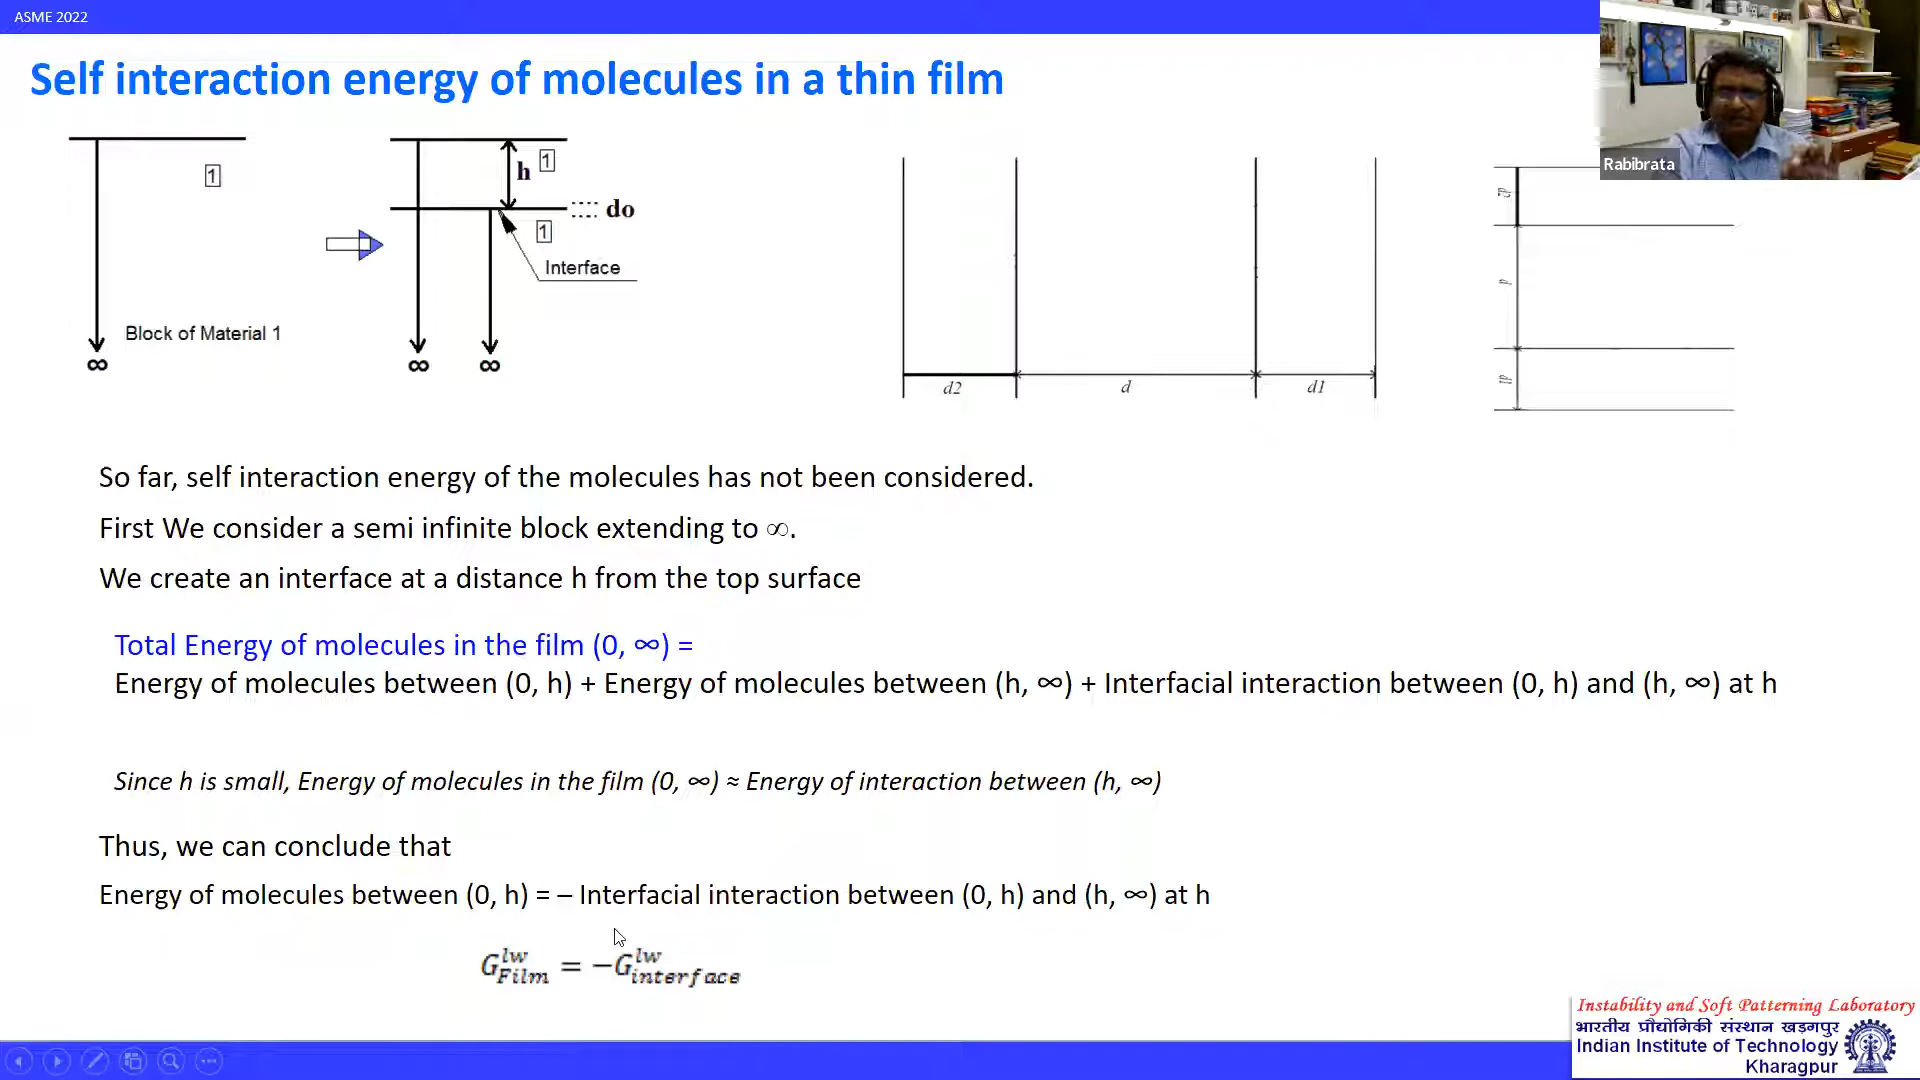 ASME 2022
Self interaction energy of molecules in a thin film
Rabibrata
1
Block of Material 1
∞
h
1
do
1
Interface
∞
∞
d2
d
d1
d2
d
d1
So far, self interaction energy of the molecules has not been considered.
First We consider a semi infinite block extending to ∞.
We create an interface at a distance h from the top surface
Total Energy of molecules in the film (0, ∞) =
Energy of molecules between (0, h) + Energy of molecules between (h, ∞) + Interfacial interaction between (0, h) and (h, ∞) at h
Since h is small, Energy of molecules in the film (0, ∞) ≈ Energy of interaction between (h, ∞)
Thus, we can conclude that
Energy of molecules between (0, h) = – Interfacial interaction between (0, h) and (h, ∞) at h
G^{lw}_{Film} = −G^{lw}_{interface}
Instability and Soft Patterning Laboratory
भारतीय प्रौद्योगिकी संस्थान खड़गपुर
Indian Institute of Technology
Kharagpur